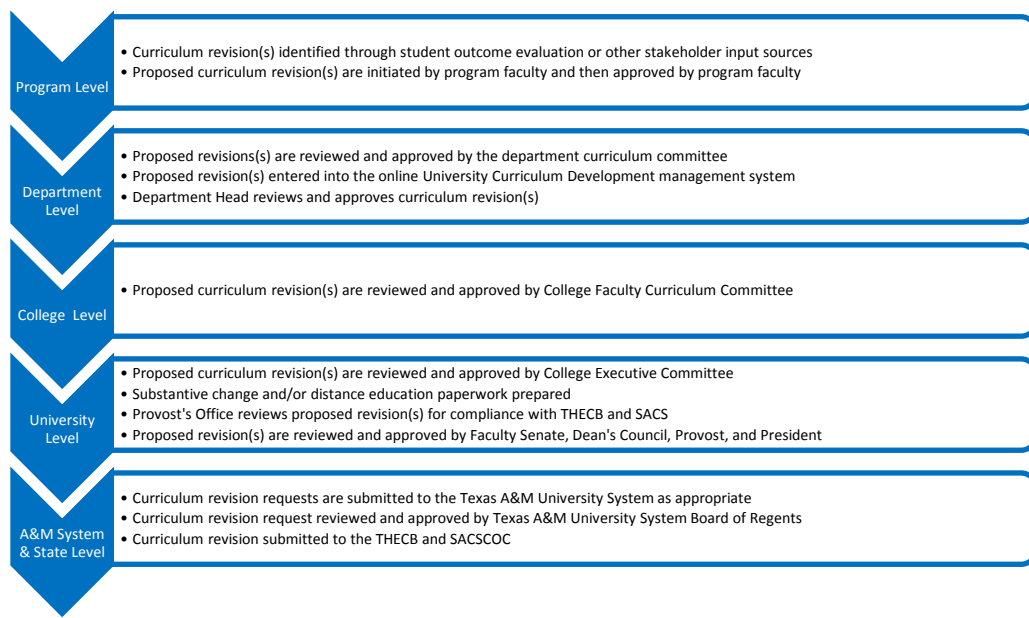 Program Level
• Curriculum revision(s) identified through student outcome evaluation or other stakeholder input sources
• Proposed curriculum revision(s) are initiated by program faculty and then approved by program faculty
Department
Level
• Proposed revisions(s) are reviewed and approved by the department curriculum committee
• Proposed revision(s) entered into the online University Curriculum Development management system
• Department Head reviews and approves curriculum revision(s)
College Level
• Proposed curriculum revision(s) are reviewed and approved by College Faculty Curriculum Committee
University
Level
• Proposed curriculum revision(s) are reviewed and approved by College Executive Committee
• Substantive change and/or distance education paperwork prepared
• Provost's Office reviews proposed revision(s) for compliance with THECB and SACS
• Proposed revision(s) are reviewed and approved by Faculty Senate, Dean's Council, Provost, and President
A&M System
& State Level
• Curriculum revision requests are submitted to the Texas A&M University System as appropriate
• Curriculum revision request reviewed and approved by Texas A&M University System Board of Regents
• Curriculum revision submitted to the THECB and SACSCOC